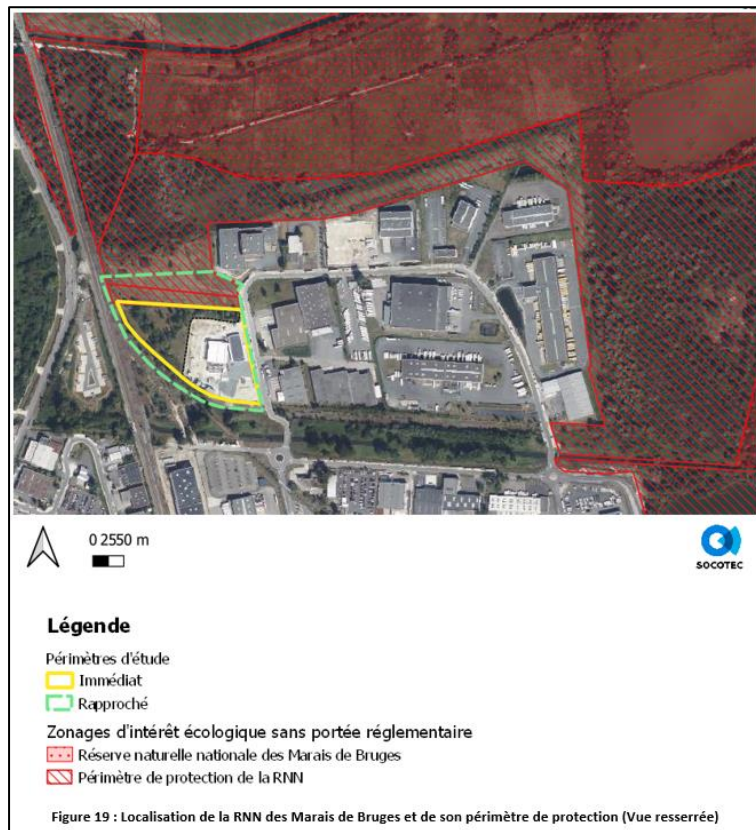 0 2550 m
SOCOTEC
Légende
Périmètres d'étude
Immédiat
Rapproché
Zonages d'intérêt écologique sans portée réglementaire
Réserve naturelle nationale des Marais de Bruges
Périmètre de protection de la RNN
Figure 19 : Localisation de la RNN des Marais de Bruges et de son périmètre de protection (Vue resserrée)